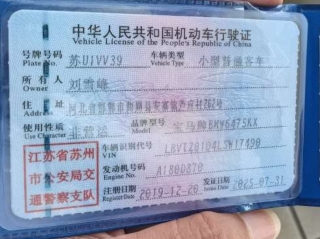 中华人民共和国机动车行驶证
Vehicle License of the People's Republic of China
号牌号码 苏U1VV39 车辆类型 小型普通客车
Plate No. Vehicle Type
所有人 刘雪峰
Owner
住址
Address
使用性质 非营运 品牌型号 宝马牌BMW6475KX
Use Character Model
车辆识别代号
VIN
发动机号码
Engine No.
注册日期 2019-12-20 发证日期 2025-07-31
Register Date Issue Date
江苏省苏州
市公安局交
通警察支队